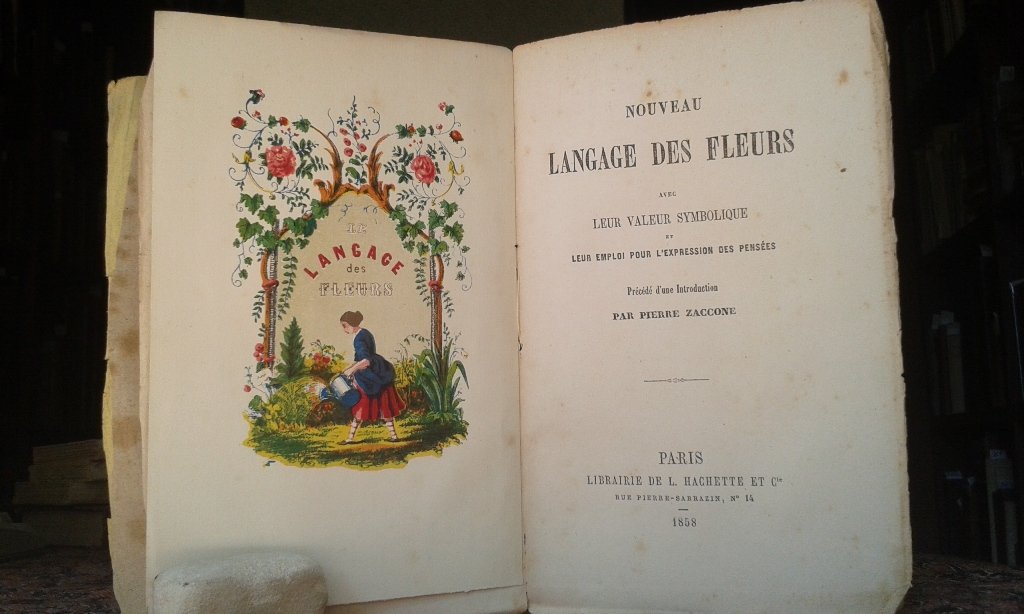 LE
LANGAGE
des
FLEURS
NOUVEAU
LANGAGE DES FLEURS
AVEC
LEUR VALEUR SYMBOLIQUE
ET
LEUR EMPLOI POUR L'EXPRESSION DES PENSÉES
Précédé d'une Introduction
PAR PIERRE ZACCONE
PARIS
LIBRAIRIE DE L. HACHETTE ET Cie
RUE PIERRE-SARRAZIN, N° 14
1858